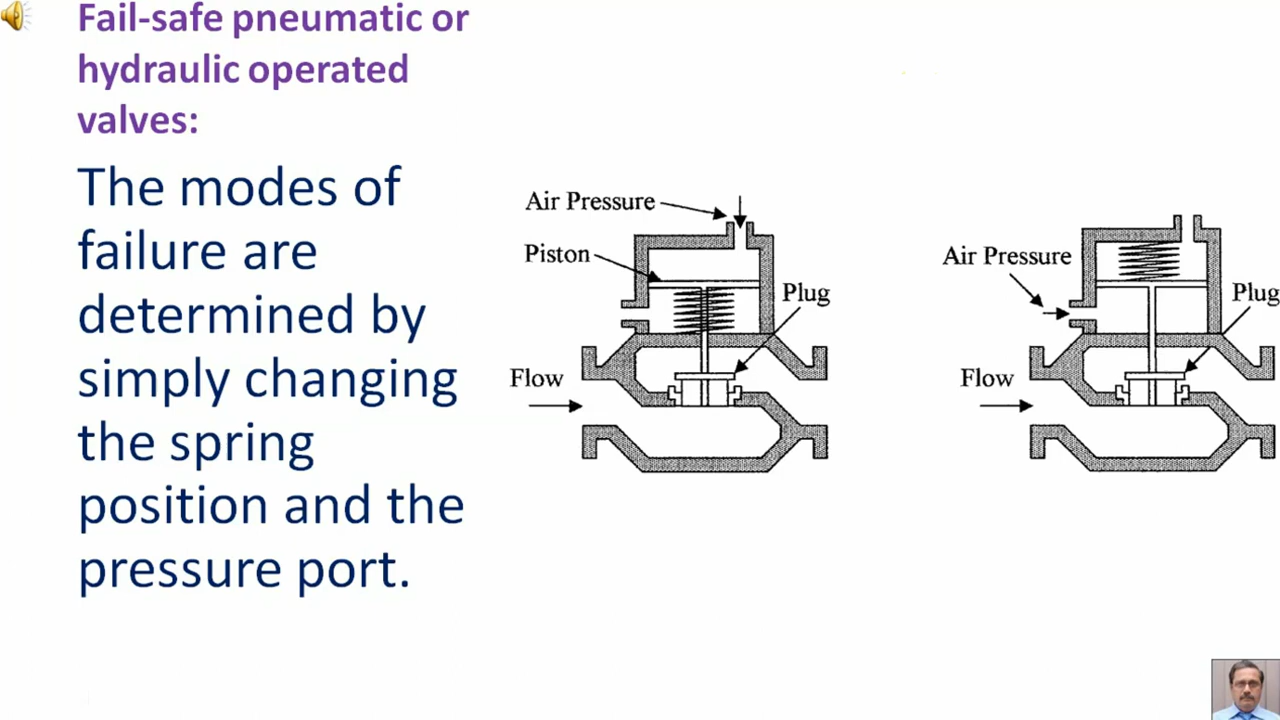 Fail-safe pneumatic or
hydraulic operated
valves:
The modes of
failure are
determined by
simply changing
the spring
position and the
pressure port.
Air Pressure
Piston
Plug
Flow
Air Pressure
Plug
Flow